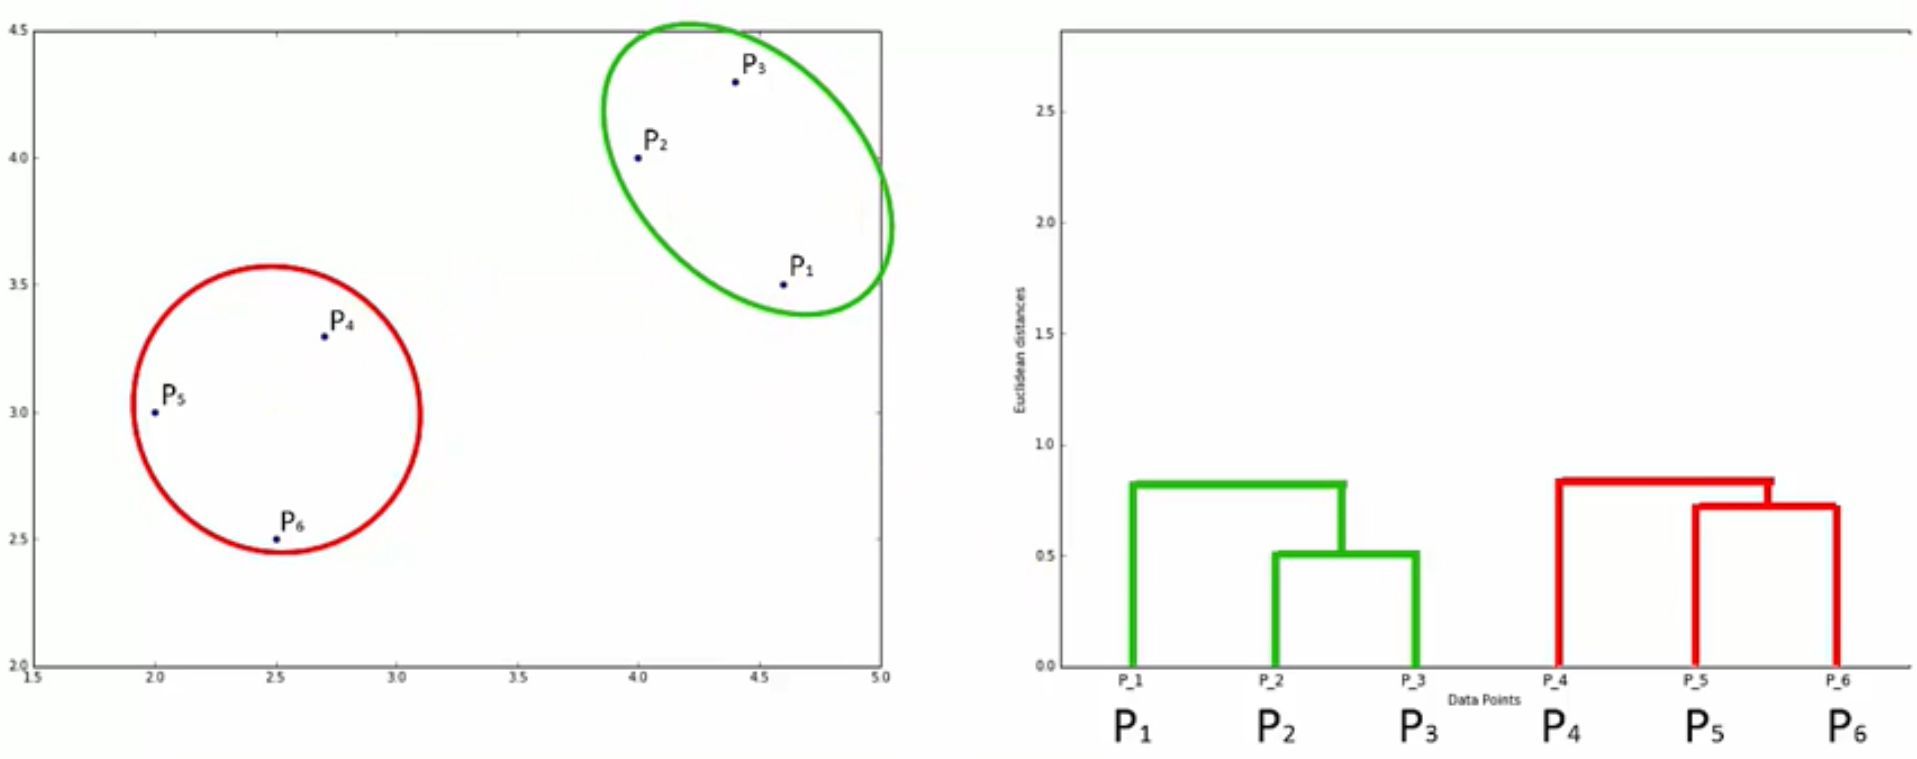 4.5
4.0
3.5
3.0
2.5
2.0
1.5 2.0 2.5 3.0 3.5 4.0 4.5 5.0
P₃
P₂
P₁
P₄
P₅
P₆
2.5
2.0
1.5
1.0
0.5
0.0
Euclidean distances
P_1 P_2 P_3 P_4 P_5 P_6
Data Points
P₁ P₂ P₃ P₄ P₅ P₆